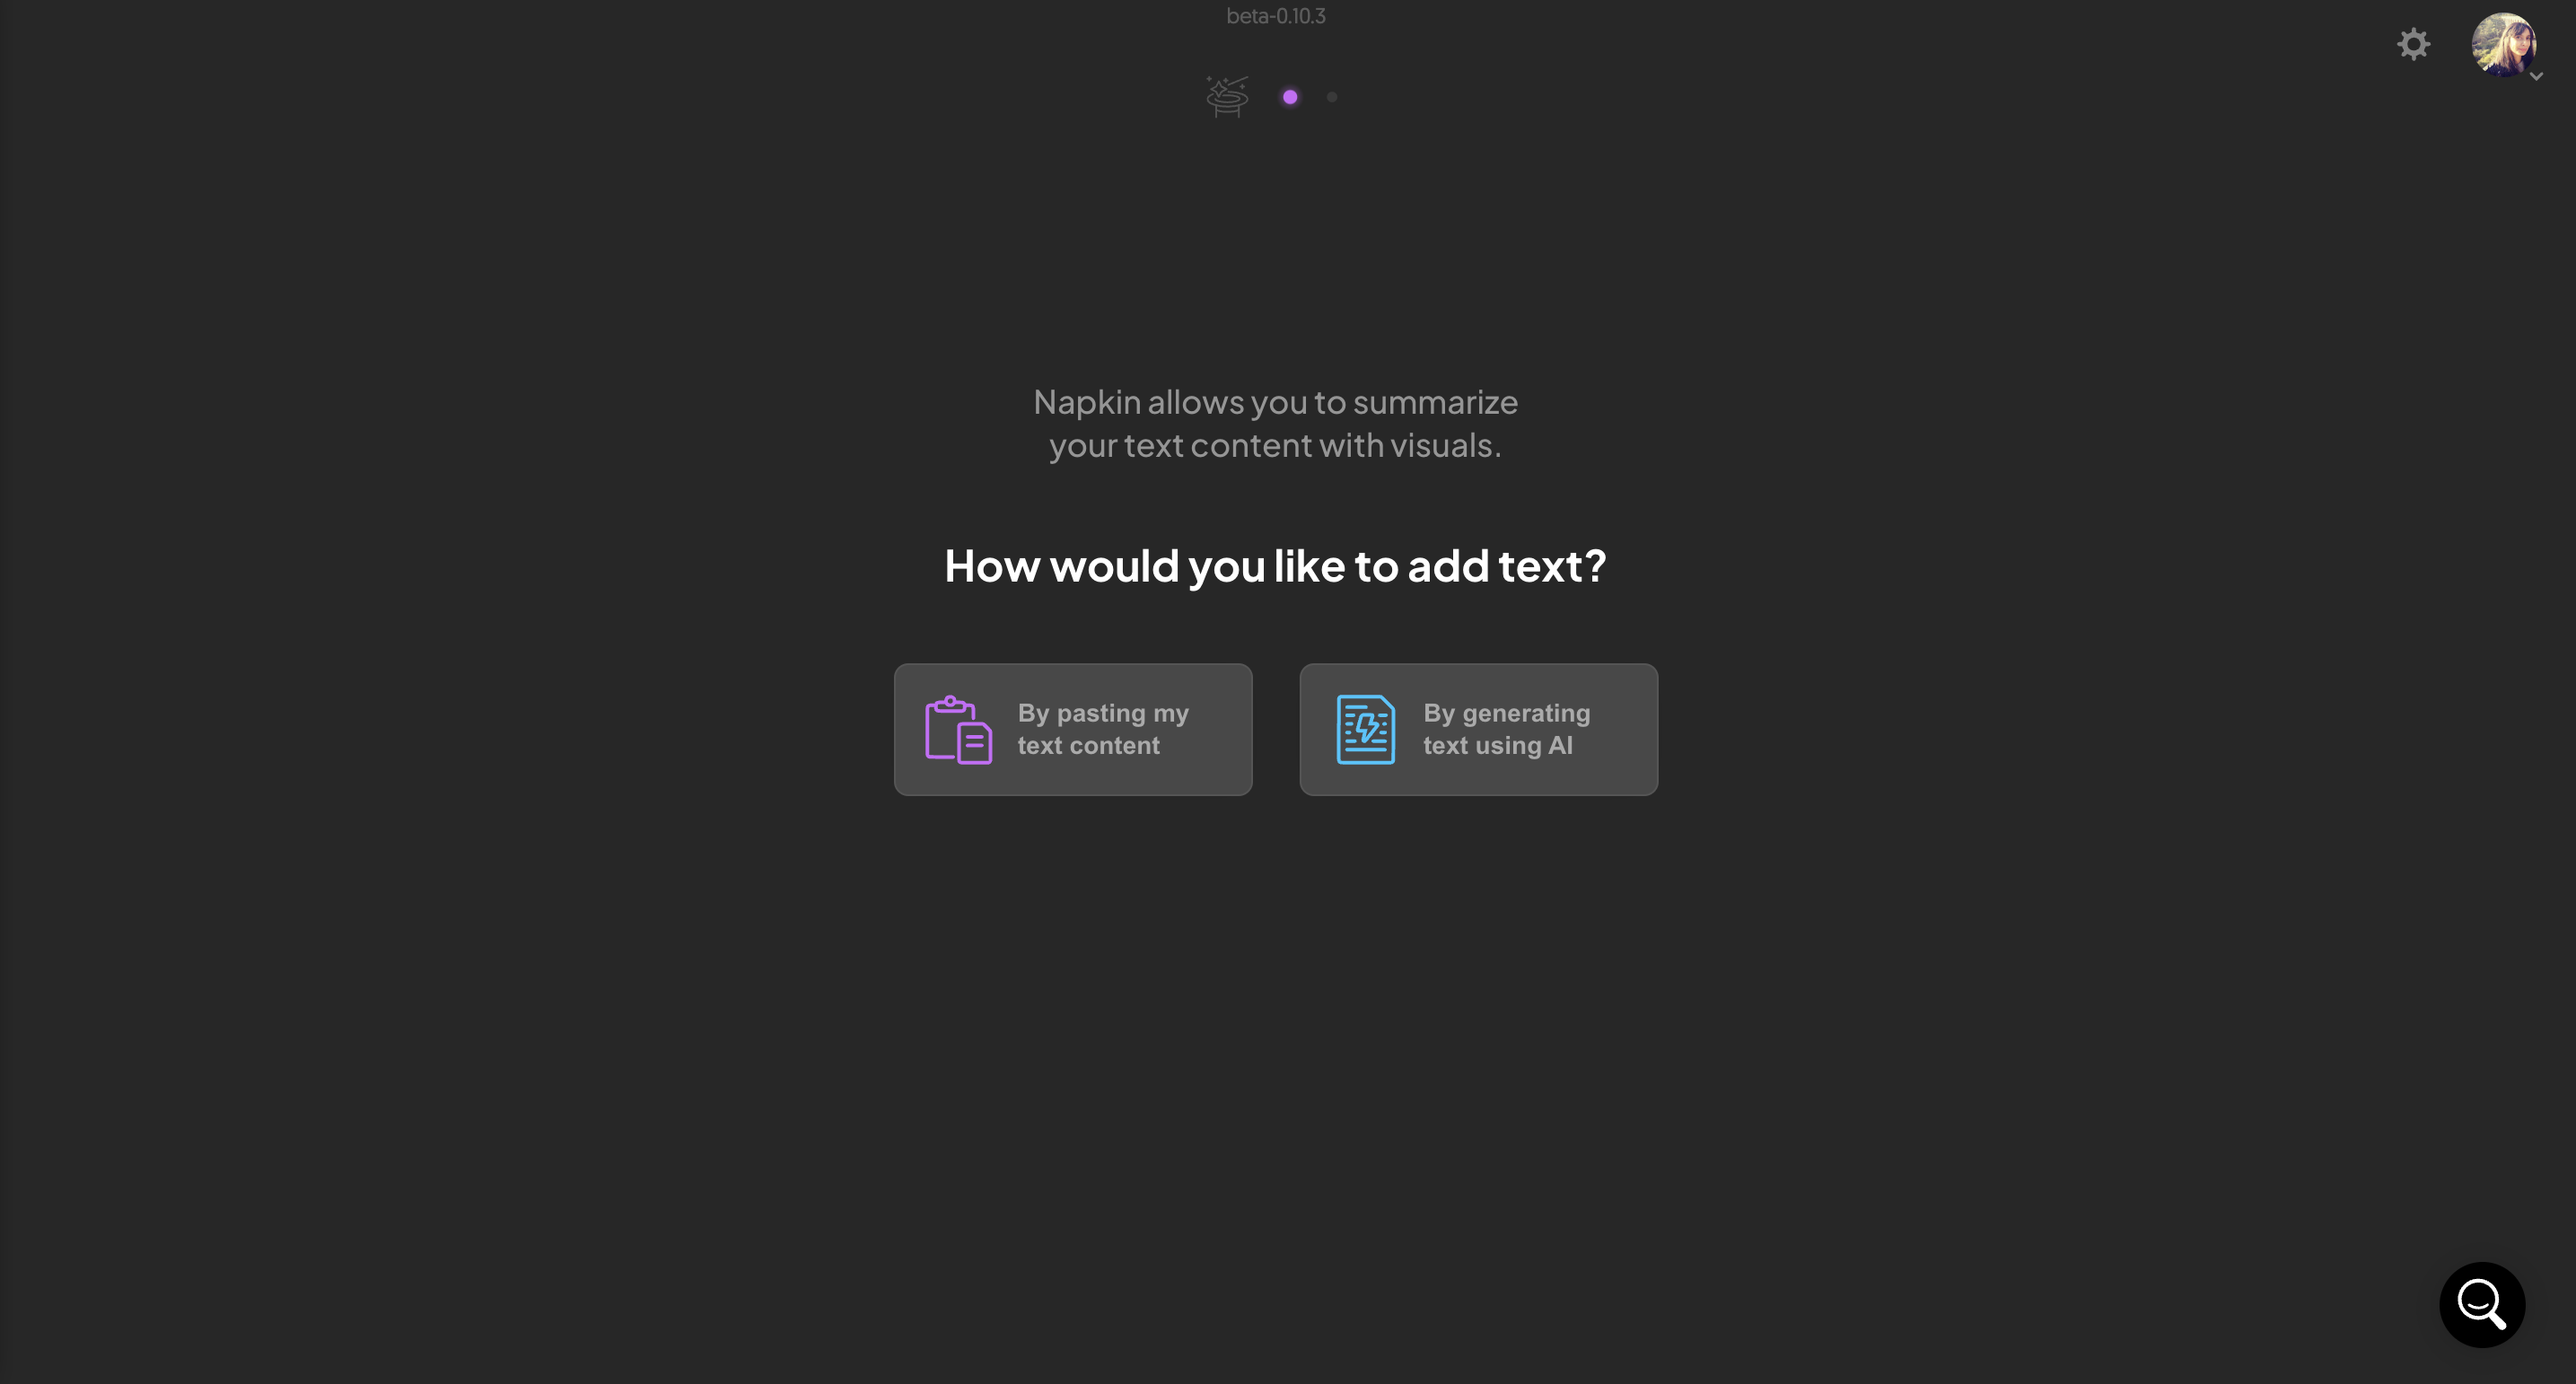 beta-0.10.3
Napkin allows you to summarize
your text content with visuals.
How would you like to add text?
By pasting my
text content
By generating
text using AI